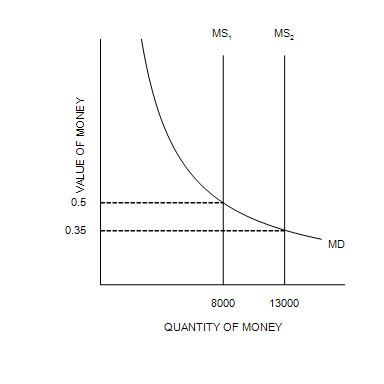 MS1 MS2
VALUE OF MONEY
0.5
0.35
MD
8000 13000
QUANTITY OF MONEY